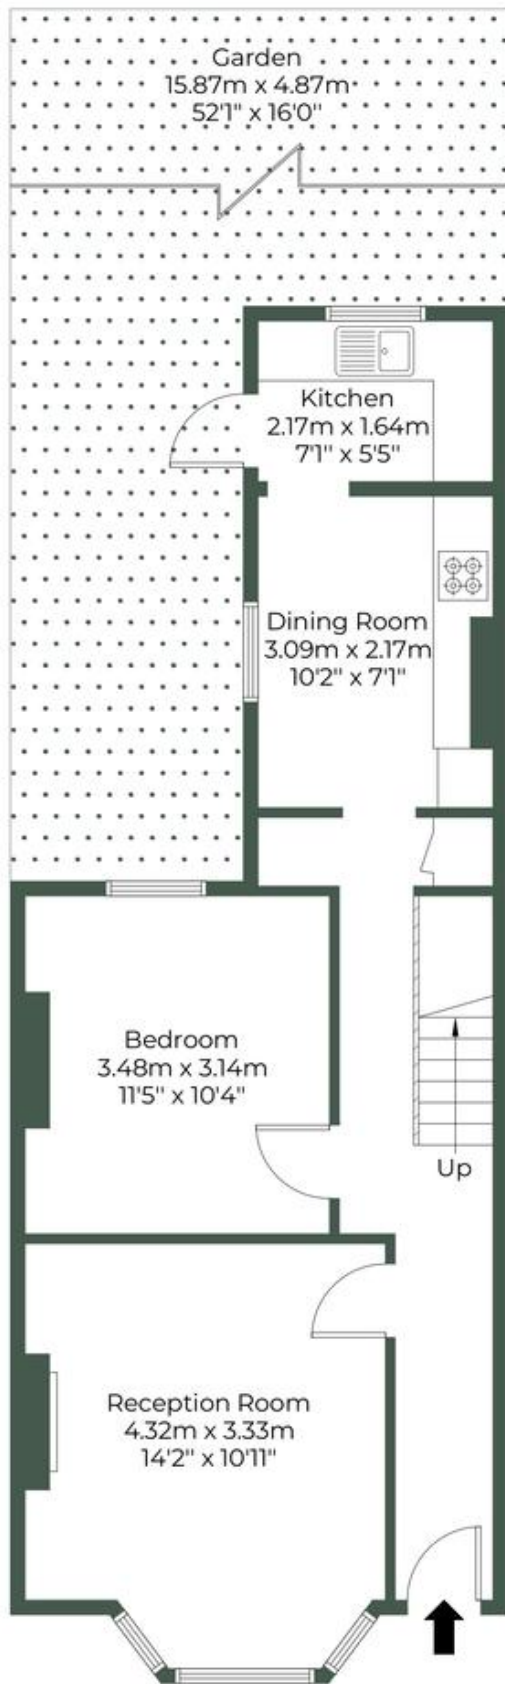 Garden
15.87m x 4.87m
52'1" x 16'0"
Kitchen
2.17m x 1.64m
7'1" x 5'5"
Dining Room
3.09m x 2.17m
10'2" x 7'1"
Bedroom
3.48m x 3.14m
11'5" x 10'4"
Up
Reception Room
4.32m x 3.33m
14'2" x 10'11"